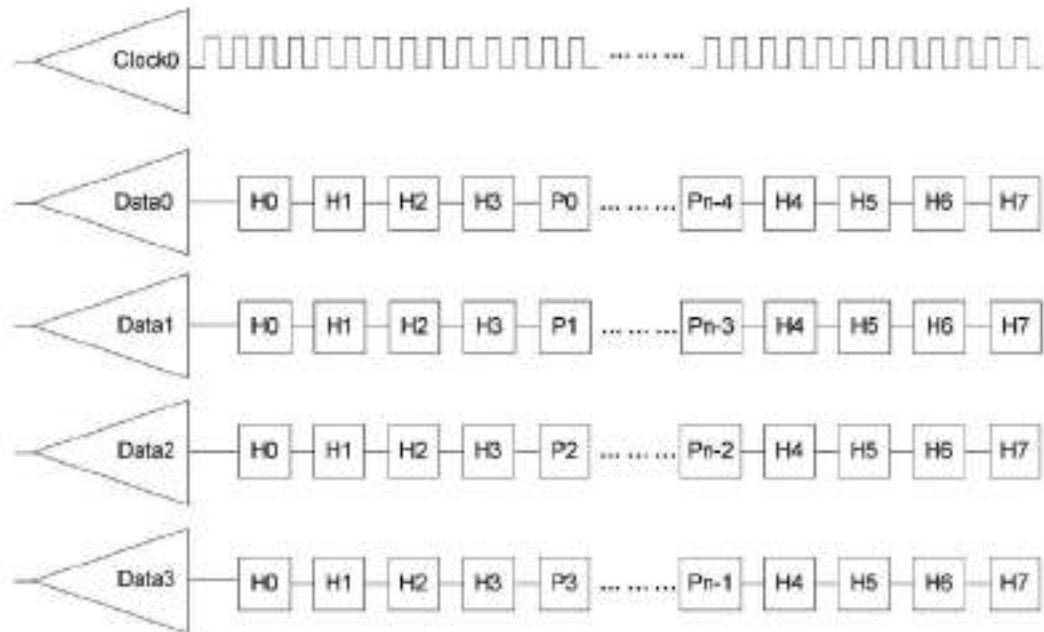 Clock0 ... ... ...
Data0 H0 H1 H2 H3 P0 ... ... ... Pn-4 H4 H5 H6 H7
Data1 H0 H1 H2 H3 P1 ... ... ... Pn-3 H4 H5 H6 H7
Data2 H0 H1 H2 H3 P2 ... ... ... Pn-2 H4 H5 H6 H7
Data3 H0 H1 H2 H3 P3 ... ... ... Pn-1 H4 H5 H6 H7